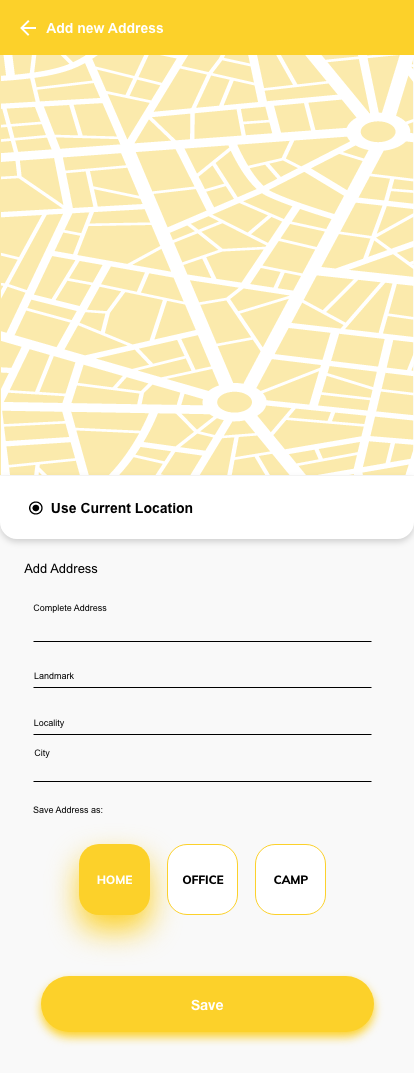 Add new Address
Use Current Location
Add Address
Complete Address
Landmark
Locality
City
Save Address as:
HOME OFFICE CAMP
Save